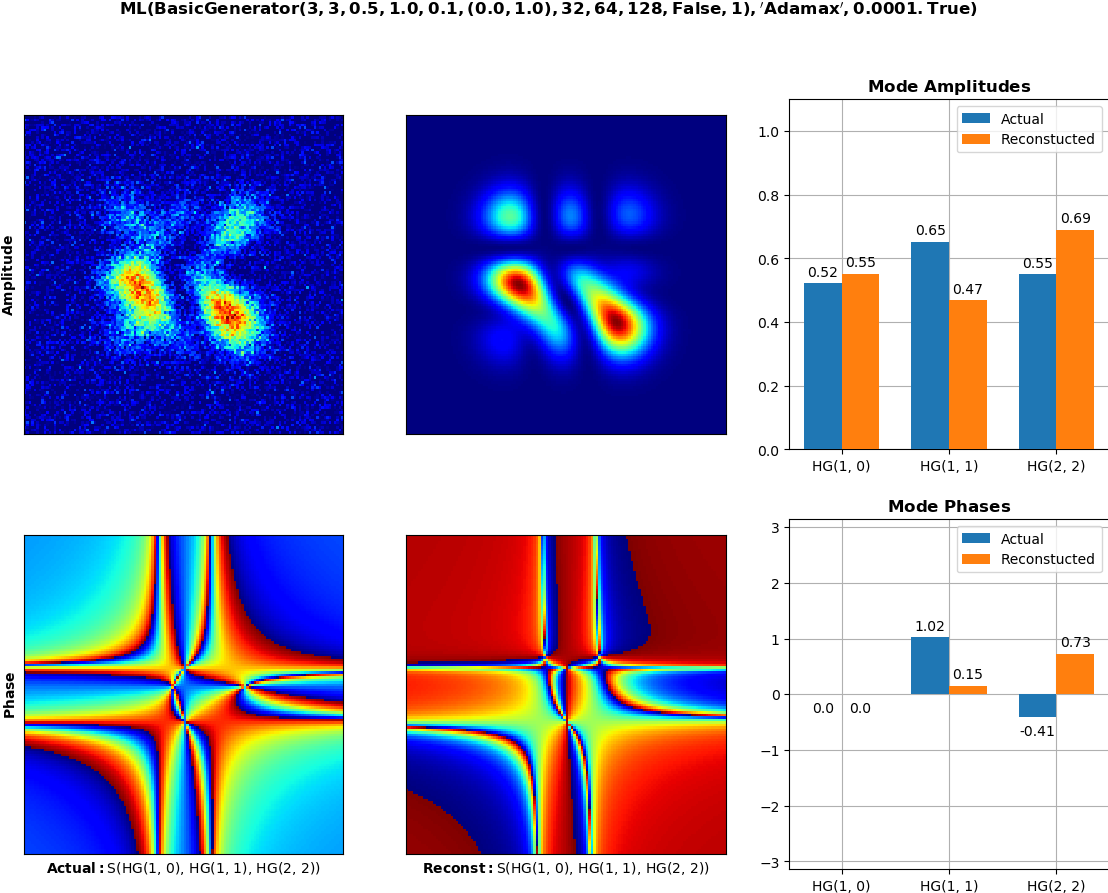 ML(BasicGenerator(3, 3, 0.5, 1.0, 0.1, (0.0, 1.0), 32, 64, 128, False, 1), ′Adamax′, 0.0001. True)
Mode Amplitudes
Amplitude
Actual
Reconstucted
1.0
0.8
0.6
0.4
0.2
0.0
0.52
0.55
0.65
0.47
0.55
0.69
HG(1, 0)
HG(1, 1)
HG(2, 2)
Mode Phases
Phase
Actual
Reconstucted
3
2
1
0
−1
−2
−3
0.0
0.0
1.02
0.15
-0.41
0.73
HG(1, 0)
HG(1, 1)
HG(2, 2)
Actual: S(HG(1, 0), HG(1, 1), HG(2, 2))
Reconst: S(HG(1, 0), HG(1, 1), HG(2, 2))